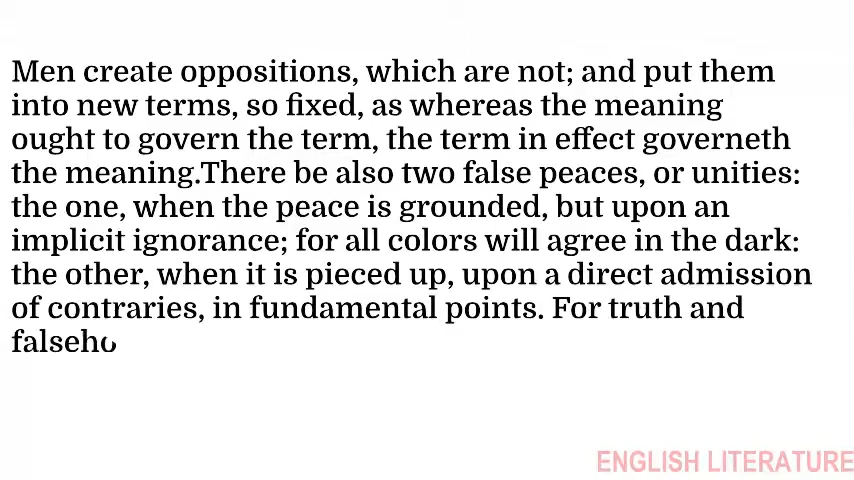 Men create oppositions, which are not; and put them
into new terms, so fixed, as whereas the meaning
ought to govern the term, the term in effect governeth
the meaning.There be also two false peaces, or unities:
the one, when the peace is grounded, but upon an
implicit ignorance; for all colors will agree in the dark:
the other, when it is pieced up, upon a direct admission
of contraries, in fundamental points. For truth and
falseho
ENGLISH LITERATURE